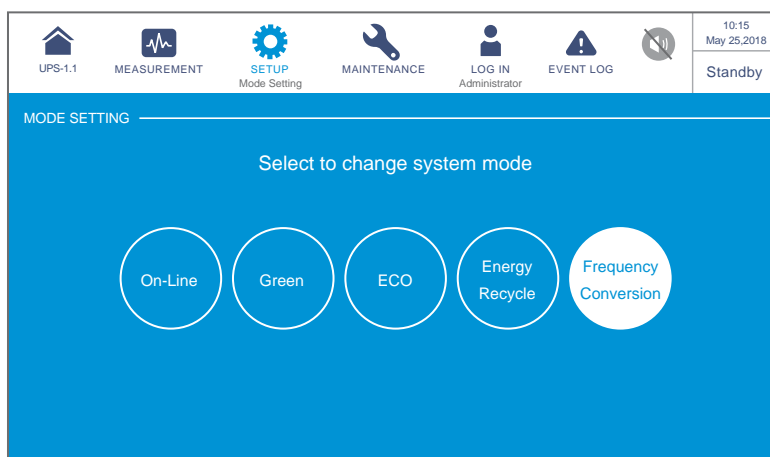 UPS-1.1
MEASUREMENT
SETUP
Mode Setting
MAINTENANCE
LOG IN
Administrator
EVENT LOG
10:15
May 25,2018
Standby
MODE SETTING
Select to change system mode
On-Line
Green
ECO
Energy
Recycle
Frequency
Conversion